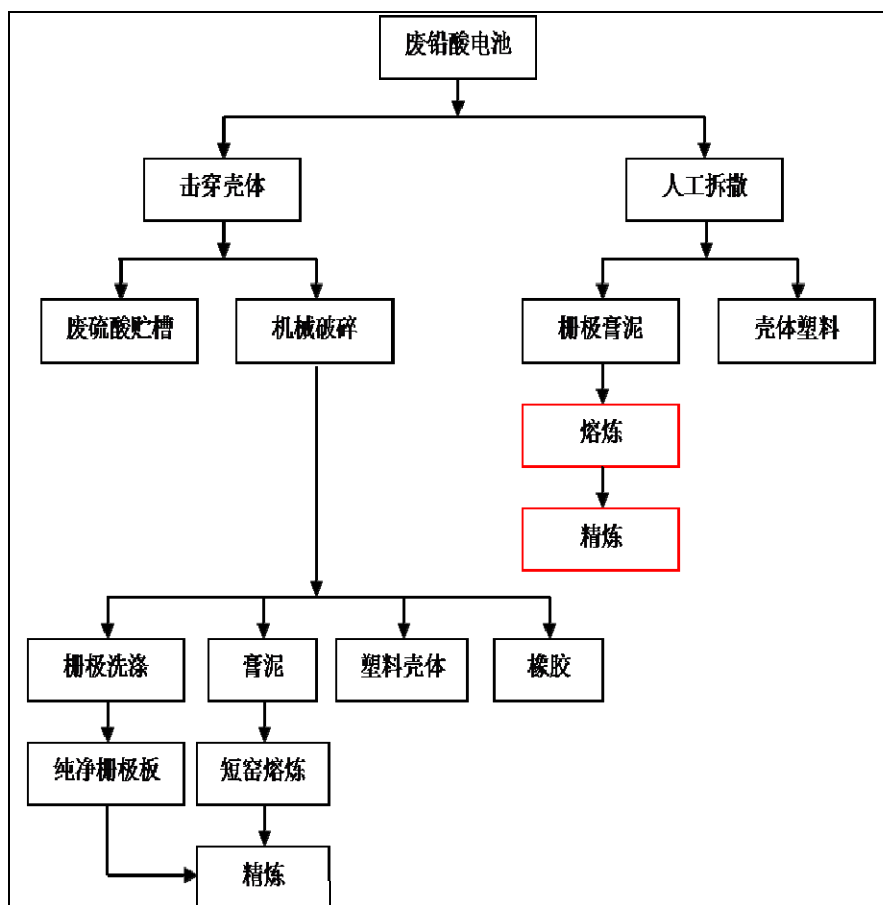 废铅酸电池
击穿壳体
人工拆撒
废硫酸贮槽
机械破碎
栅极膏泥
壳体塑料
熔炼
精炼
栅极洗涤
膏泥
塑料壳体
橡胶
纯净栅极板
短窑熔炼
精炼